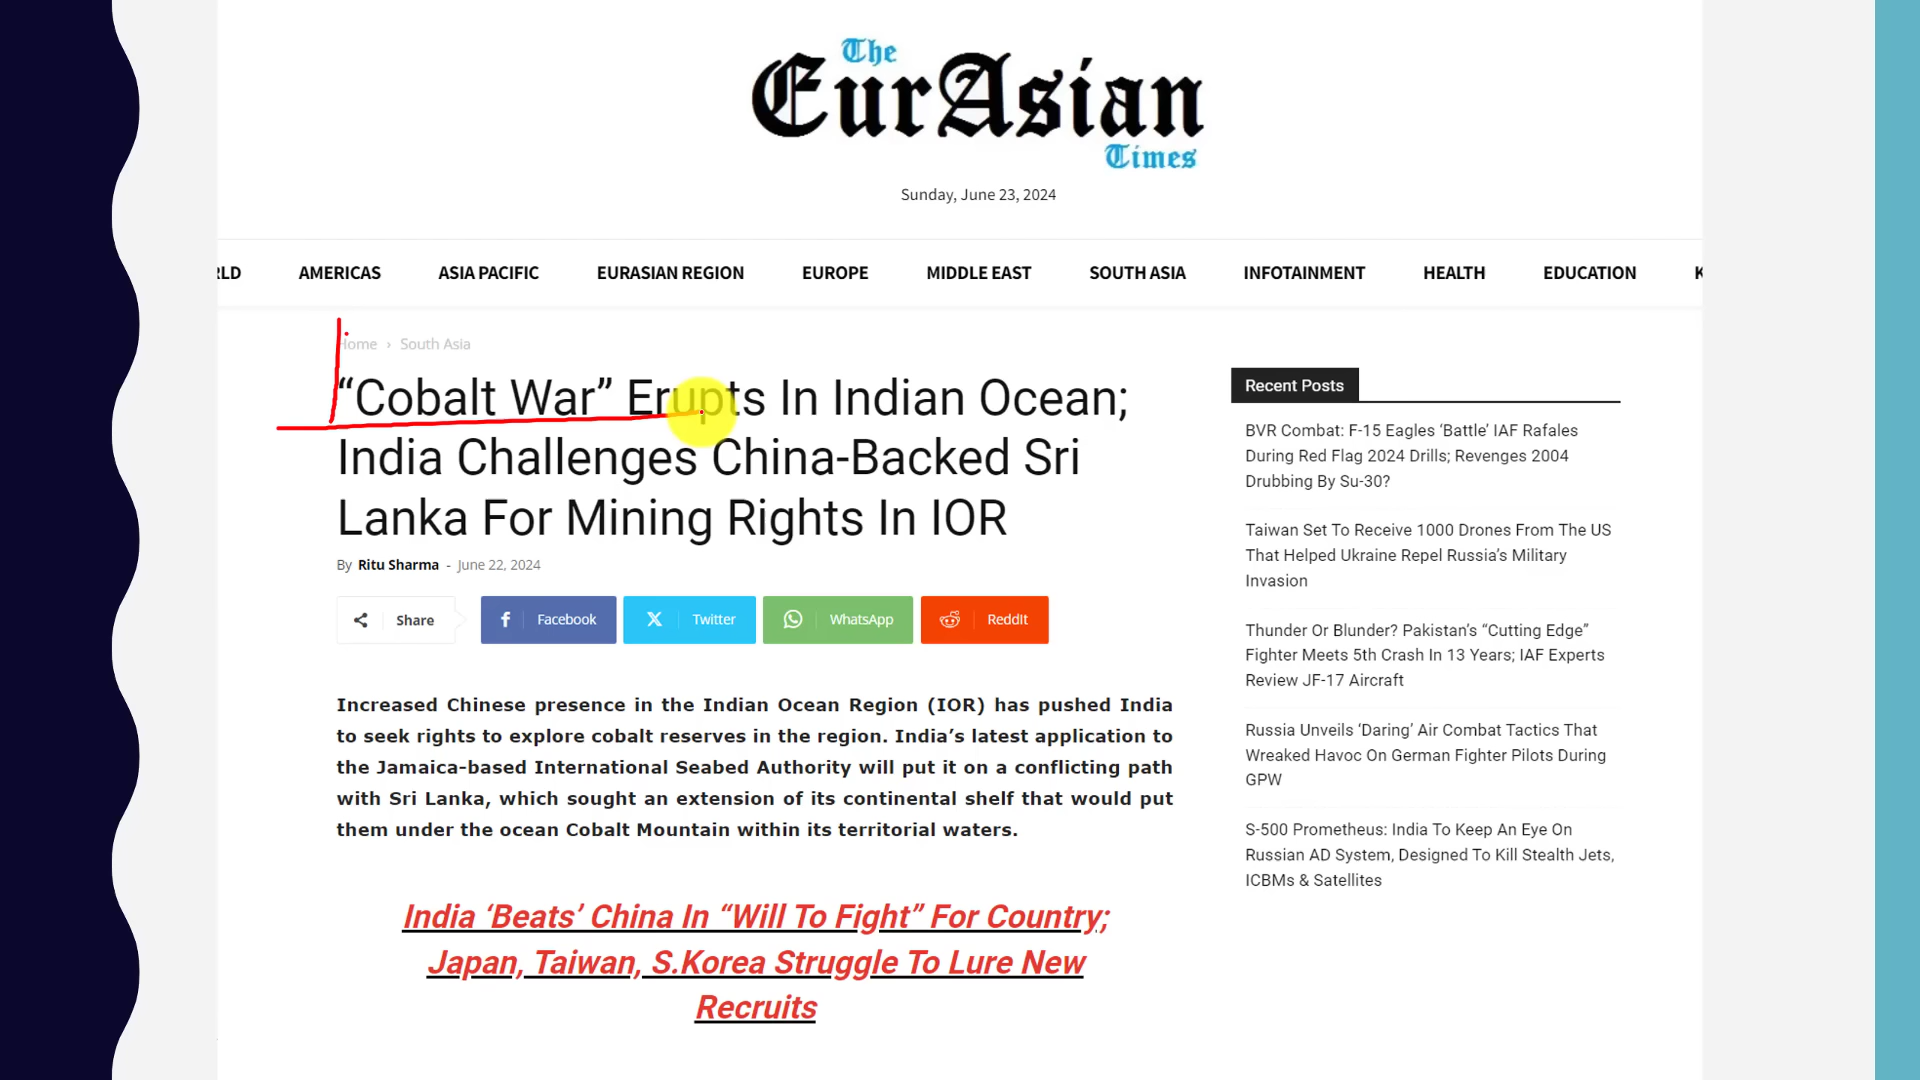 The
EurAsian
Times
Sunday, June 23, 2024
RLD AMERICAS ASIA PACIFIC EURASIAN REGION EUROPE MIDDLE EAST SOUTH ASIA INFOTAINMENT HEALTH EDUCATION K
Home › South Asia
“Cobalt War” Erupts In Indian Ocean;
India Challenges China-Backed Sri
Lanka For Mining Rights In IOR
By Ritu Sharma - June 22, 2024
Share Facebook Twitter WhatsApp ReddIt
Increased Chinese presence in the Indian Ocean Region (IOR) has pushed India
to seek rights to explore cobalt reserves in the region. India’s latest application to
the Jamaica-based International Seabed Authority will put it on a conflicting path
with Sri Lanka, which sought an extension of its continental shelf that would put
them under the ocean Cobalt Mountain within its territorial waters.
India ‘Beats’ China In “Will To Fight” For Country;
Japan, Taiwan, S.Korea Struggle To Lure New
Recruits
Recent Posts
BVR Combat: F-15 Eagles ‘Battle’ IAF Rafales
During Red Flag 2024 Drills; Revenges 2004
Drubbing By Su-30?
Taiwan Set To Receive 1000 Drones From The US
That Helped Ukraine Repel Russia’s Military
Invasion
Thunder Or Blunder? Pakistan’s “Cutting Edge”
Fighter Meets 5th Crash In 13 Years; IAF Experts
Review JF-17 Aircraft
Russia Unveils ‘Daring’ Air Combat Tactics That
Wreaked Havoc On German Fighter Pilots During
GPW
S-500 Prometheus: India To Keep An Eye On
Russian AD System, Designed To Kill Stealth Jets,
ICBMs & Satellites